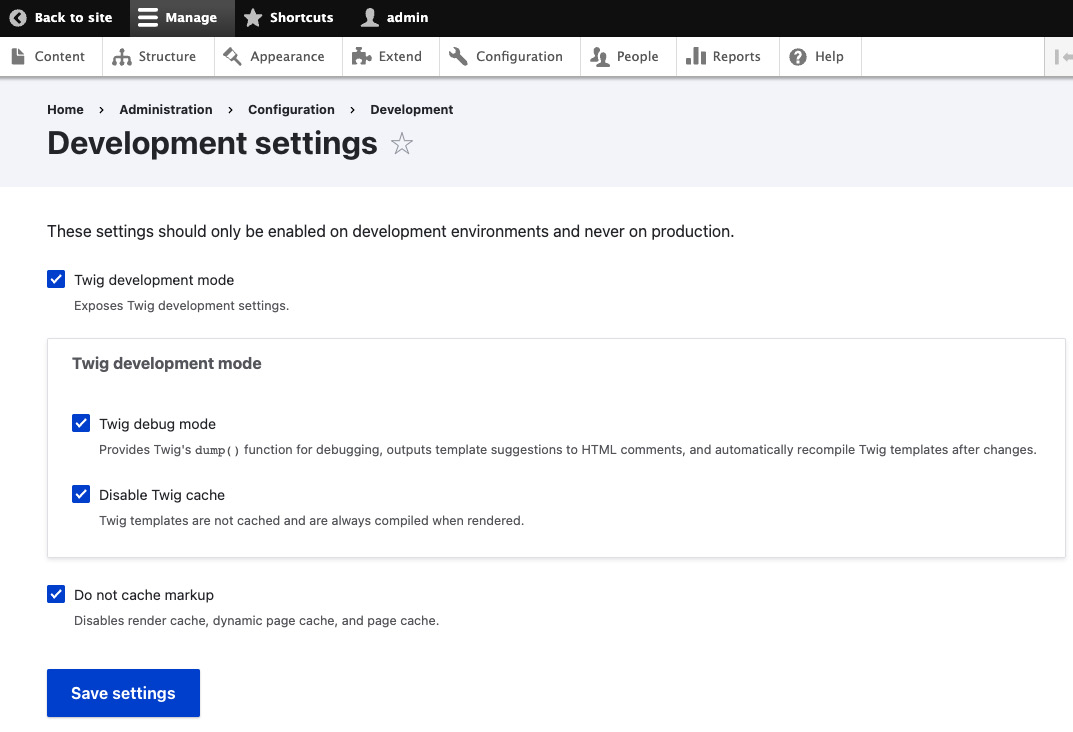 Back to site Manage Shortcuts admin
Content Structure Appearance Extend Configuration People Reports Help
Home › Administration › Configuration › Development
Development settings
These settings should only be enabled on development environments and never on production.
Twig development mode
Exposes Twig development settings.
Twig development mode
Twig debug mode
Provides Twig's dump() function for debugging, outputs template suggestions to HTML comments, and automatically recompile Twig templates after changes.
Disable Twig cache
Twig templates are not cached and are always compiled when rendered.
Do not cache markup
Disables render cache, dynamic page cache, and page cache.
Save settings